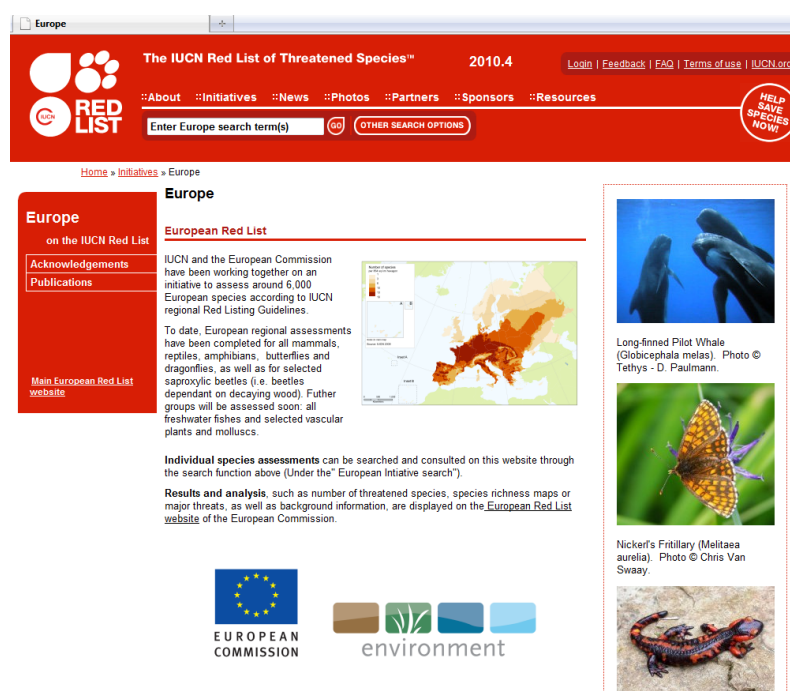 Europe
The IUCN Red List of Threatened Species™
2010.4
Login | Feedback | FAQ | Terms of use | IUCN.org
::About ::Initiatives ::News ::Photos ::Partners ::Sponsors ::Resources
IUCN
RED
LIST
Enter Europe search term(s)
GO
OTHER SEARCH OPTIONS
HELP
SAVE
SPECIES
NOW!
Home » Initiatives » Europe
Europe
on the IUCN Red List
Acknowledgements
Publications
Main European Red List
website
Europe
European Red List
IUCN and the European Commission
have been working together on an
initiative to assess around 6,000
European species according to IUCN
regional Red Listing Guidelines.
To date, European regional assessments
have been completed for all mammals,
reptiles, amphibians, butterflies and
dragonflies, as well as for selected
saproxylic beetles (i.e. beetles
dependant on decaying wood). Futher
groups will be assessed soon: all
freshwater fishes and selected vascular
plants and molluscs.
Number of species
Individual species assessments can be searched and consulted on this website through
the search function above (Under the" European Intiative search").
Results and analysis, such as number of threatened species, species richness maps or
major threats, as well as background information, are displayed on the European Red List
website of the European Commission.
EUROPEAN
COMMISSION
environment
Long-finned Pilot Whale
(Globicephala melas). Photo ©
Tethys - D. Paulmann.
Nickerl's Fritillary (Melitaea
aurelia). Photo © Chris Van
Swaay.